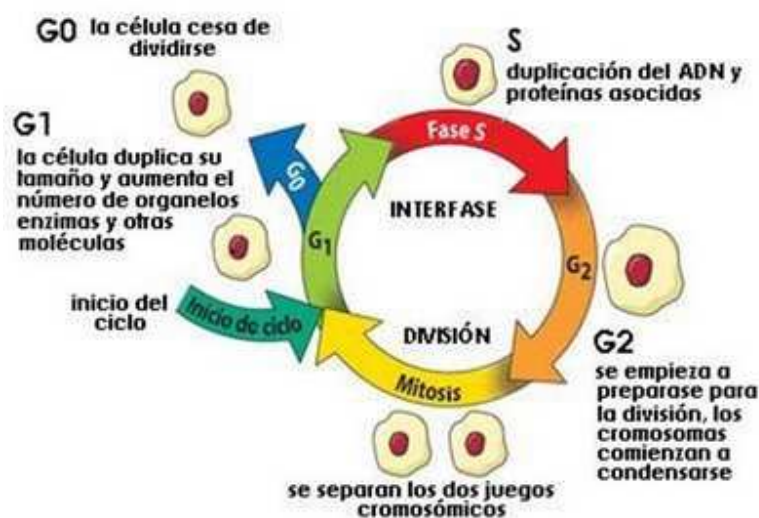 G0 la célula cesa de
dividirse
S
duplicación del ADN y
proteínas asocidas
G1
la célula duplica su
tamaño y aumenta el
número de organelos
enzimas y otras
moléculas
Fase S
G0
INTERFASE
G1
G2
inicio del
ciclo
Inicio de ciclo
DIVISIÓN
Mitosis
G2
se empieza a
preparase para
la división, los
cromosomas
comienzan a
condensarse
se separan los dos juegos
cromosómicos